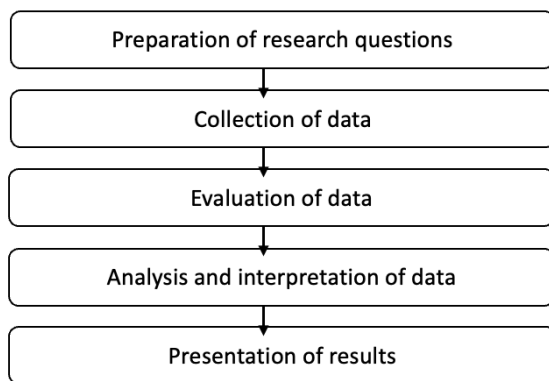 Preparation of research questions
Collection of data
Evaluation of data
Analysis and interpretation of data
Presentation of results